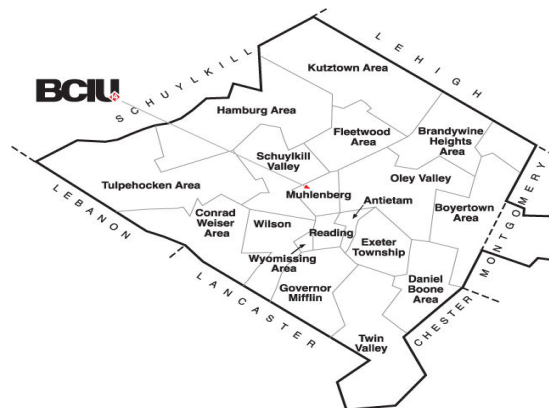 LEHIGH
Kutztown Area
BCIU
SCHUYLKILL
Hamburg Area
Fleetwood
Area
Brandywine
Heights
Area
Schuylkill
Valley
Oley Valley
Tulpehocken Area
Muhlenberg
Antietam
Boyertown
Area
MONTGOMERY
LEBANON
Conrad
Weiser
Area
Wilson
Reading
Exeter
Township
Wyomissing
Area
Daniel
Boone
Area
Governor
Mifflin
LANCASTER
CHESTER
Twin
Valley